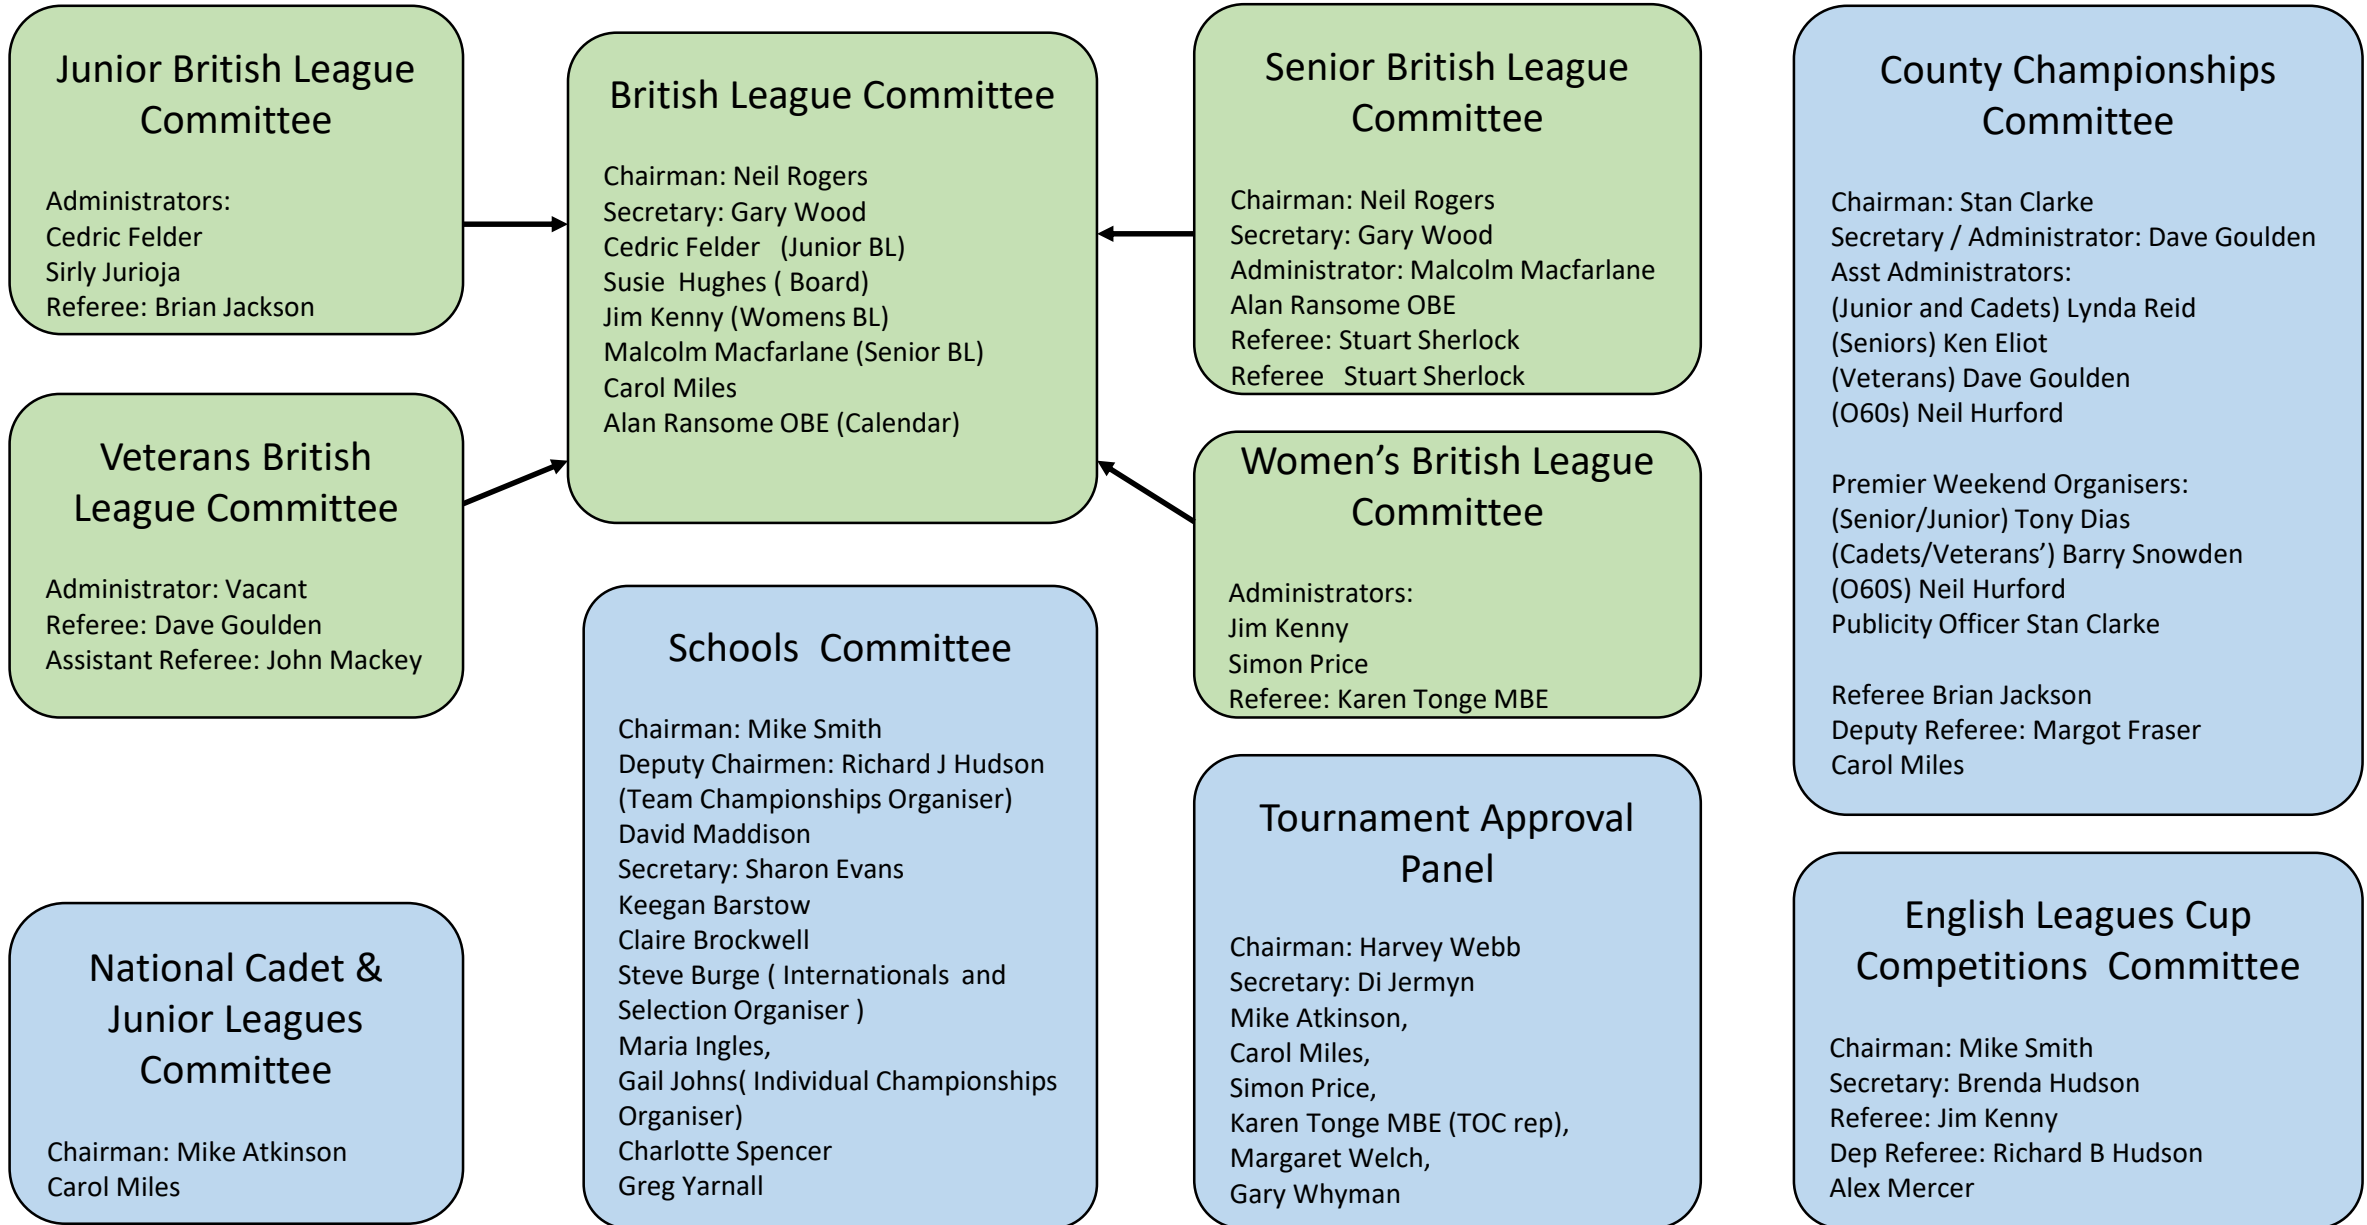 Junior British League
Committee
Administrators:
Cedric Felder
Sirly Jurioja
Referee: Brian Jackson
British League Committee
Chairman: Neil Rogers
Secretary: Gary Wood
Cedric Felder (Junior BL)
Susie Hughes ( Board)
Jim Kenny (Womens BL)
Malcolm Macfarlane (Senior BL)
Carol Miles
Alan Ransome OBE (Calendar)
Senior British League
Committee
Chairman: Neil Rogers
Secretary: Gary Wood
Administrator: Malcolm Macfarlane
Alan Ransome OBE
Referee: Stuart Sherlock
Referee Stuart Sherlock
County Championships
Committee
Chairman: Stan Clarke
Secretary / Administrator: Dave Goulden
Asst Administrators:
(Junior and Cadets) Lynda Reid
(Seniors) Ken Eliot
(Veterans) Dave Goulden
(O60s) Neil Hurford
Premier Weekend Organisers:
(Senior/Junior) Tony Dias
(Cadets/Veterans’) Barry Snowden
(O60S) Neil Hurford
Publicity Officer Stan Clarke
Referee Brian Jackson
Deputy Referee: Margot Fraser
Carol Miles
Veterans British
League Committee
Administrator: Vacant
Referee: Dave Goulden
Assistant Referee: John Mackey
Women’s British League
Committee
Administrators:
Jim Kenny
Simon Price
Referee: Karen Tonge MBE
Schools Committee
Chairman: Mike Smith
Deputy Chairmen: Richard J Hudson
(Team Championships Organiser)
David Maddison
Secretary: Sharon Evans
Keegan Barstow
Claire Brockwell
Steve Burge ( Internationals and
Selection Organiser )
Maria Ingles,
Gail Johns( Individual Championships
Organiser)
Charlotte Spencer
Greg Yarnall
Tournament Approval
Panel
Chairman: Harvey Webb
Secretary: Di Jermyn
Mike Atkinson,
Carol Miles,
Simon Price,
Karen Tonge MBE (TOC rep),
Margaret Welch,
Gary Whyman
National Cadet &
Junior Leagues
Committee
Chairman: Mike Atkinson
Carol Miles
English Leagues Cup
Competitions Committee
Chairman: Mike Smith
Secretary: Brenda Hudson
Referee: Jim Kenny
Dep Referee: Richard B Hudson
Alex Mercer